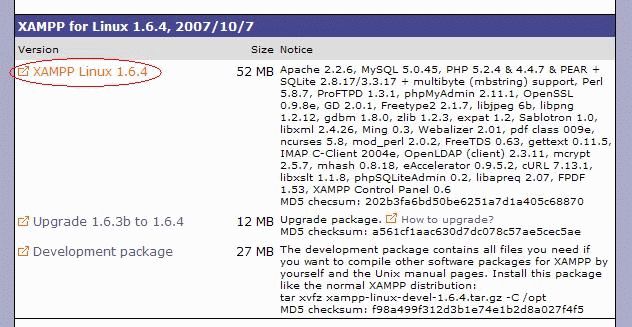 XAMPP for Linux 1.6.4, 2007/10/7
Version Size Notice
XAMPP Linux 1.6.4 52 MB Apache 2.2.6, MySQL 5.0.45, PHP 5.2.4 & 4.4.7 & PEAR +
SQLite 2.8.17/3.3.17 + multibyte (mbstring) support, Perl
5.8.7, ProFTPD 1.3.1, phpMyAdmin 2.11.1, OpenSSL
0.9.8e, GD 2.0.1, Freetype2 2.1.7, libjpeg 6b, libpng
1.2.12, gdbm 1.8.0, zlib 1.2.3, expat 1.2, Sablotron 1.0,
libxml 2.4.26, Ming 0.3, Webalizer 2.01, pdf class 009e,
ncurses 5.8, mod_perl 2.0.2, FreeTDS 0.63, gettext 0.11.5,
IMAP C-Client 2004e, OpenLDAP (client) 2.3.11, mcrypt
2.5.7, mhash 0.8.18, eAccelerator 0.9.5.2, cURL 7.13.1,
libxslt 1.1.8, phpSQLiteAdmin 0.2, libapreq 2.07, FPDF
1.53, XAMPP Control Panel 0.6
MD5 checsum: 202b3fa6bd50be6251a7d1a405c68870
Upgrade 1.6.3b to 1.6.4 12 MB Upgrade package. How to upgrade?
MD5 checksum: a561cf1aac630d7dc078c57ae5cec5ae
Development package 27 MB The development package contains all files you need if
you want to compile other software packages for XAMPP by
yourself and the Unix manual pages. Install this package
like the normal XAMPP distribution:
tar xvfz xampp-linux-devel-1.6.4.tar.gz -C /opt
MD5 checksum: f98a499f312d3b1e74e1b2d8a027f4f5